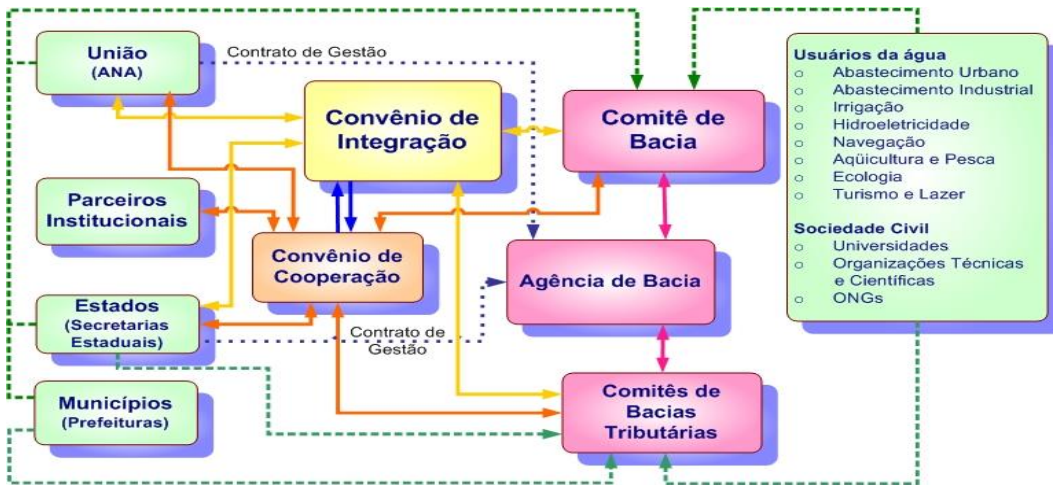 União
(ANA)
Contrato de Gestão
Convênio de
Integração
Comitê de
Bacia
Usuários da água
o Abastecimento Urbano
o Abastecimento Industrial
o Irrigação
o Hidroeletricidade
o Navegação
o Aqüicultura e Pesca
o Ecologia
o Turismo e Lazer
Sociedade Civil
o Universidades
o Organizações Técnicas
e Científicas
o ONGs
Parceiros
Institucionais
Convênio de
Cooperação
Agência de Bacia
Estados
(Secretarias
Estaduais)
Contrato de
Gestão
Municípios
(Prefeituras)
Comitês de
Bacias
Tributárias